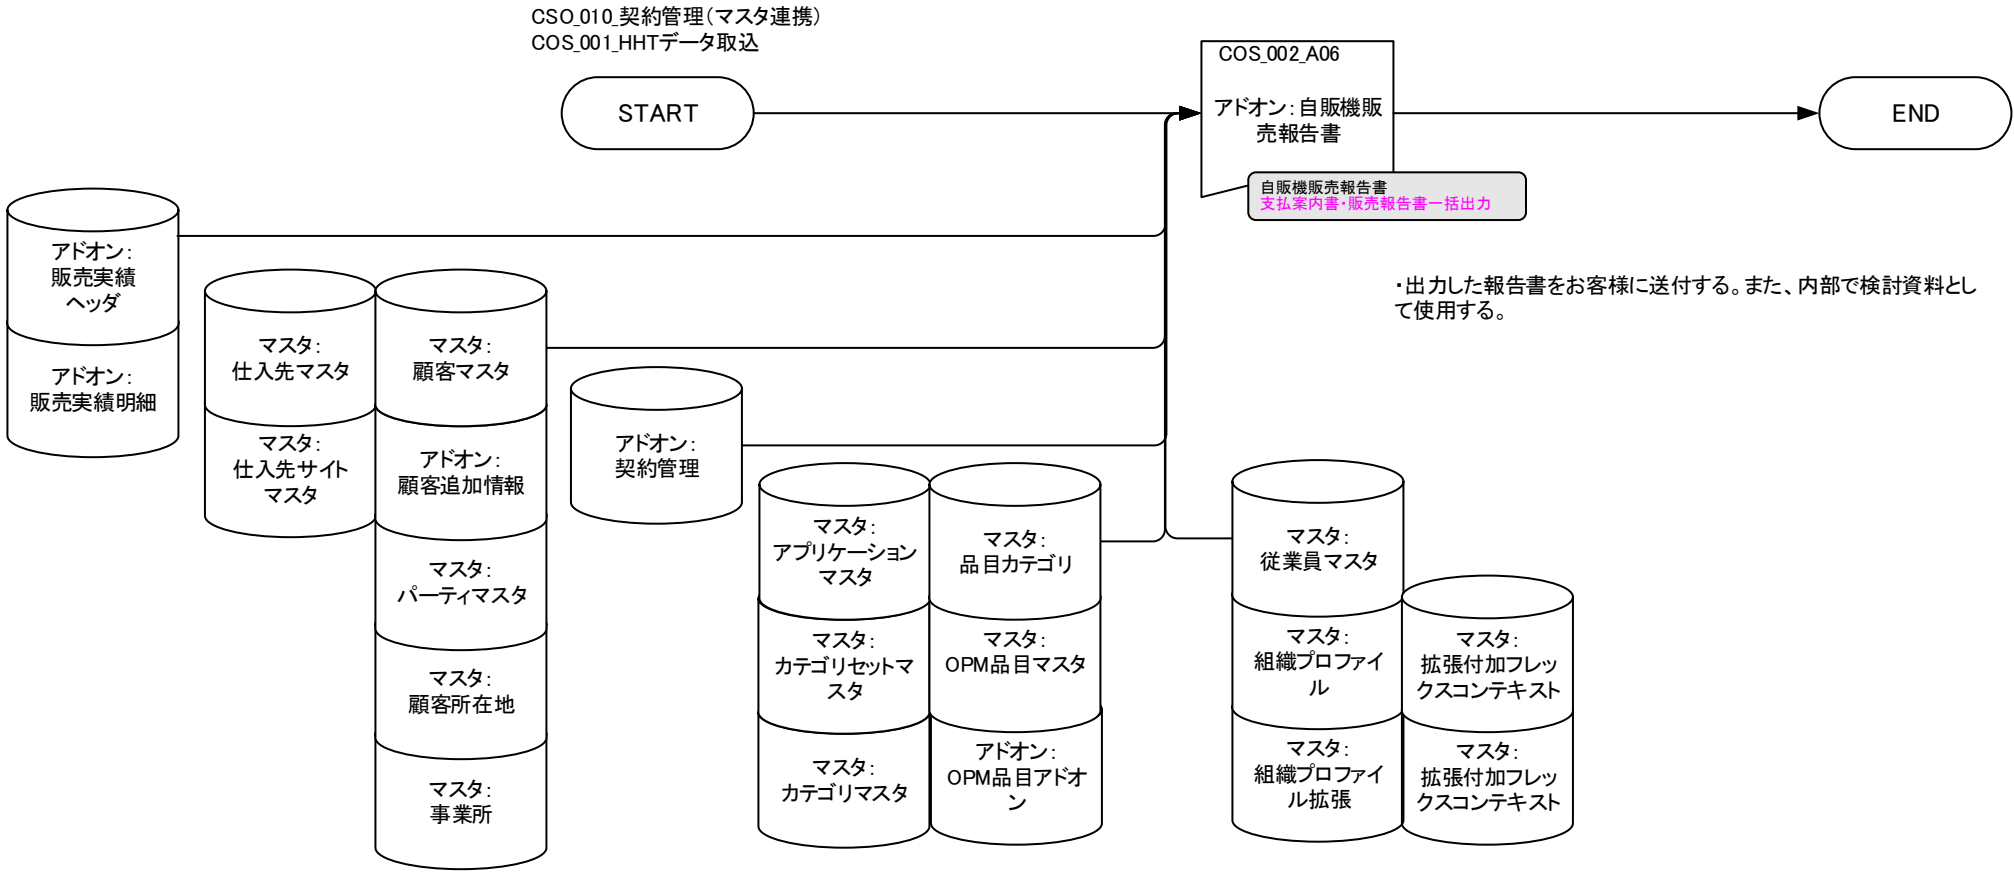 CSO_010_契約管理（マスタ連携）
COS_001_HHTデータ取込
START
COS_002_A06
アドオン：自販機販
売報告書
END
自販機販売報告書
支払案内書・販売報告書一括出力
・出力した報告書をお客様に送付する。また、内部で検討資料とし
て使用する。
アドオン：
販売実績
ヘッダ
アドオン：
販売実績明細
マスタ：
仕入先マスタ
マスタ：
仕入先サイト
マスタ
マスタ：
顧客マスタ
アドオン：
顧客追加情報
マスタ：
パーティマスタ
マスタ：
顧客所在地
マスタ：
事業所
アドオン：
契約管理
マスタ：
アプリケーション
マスタ
マスタ：
カテゴリセットマ
スタ
マスタ：
カテゴリマスタ
マスタ：
品目カテゴリ
マスタ：
OPM品目マスタ
アドオン：
OPM品目アドオ
ン
マスタ：
従業員マスタ
マスタ：
組織プロファイ
ル
マスタ：
組織プロファイ
ル拡張
マスタ：
拡張付加フレッ
クスコンテキスト
マスタ：
拡張付加フレッ
クスコンテキスト